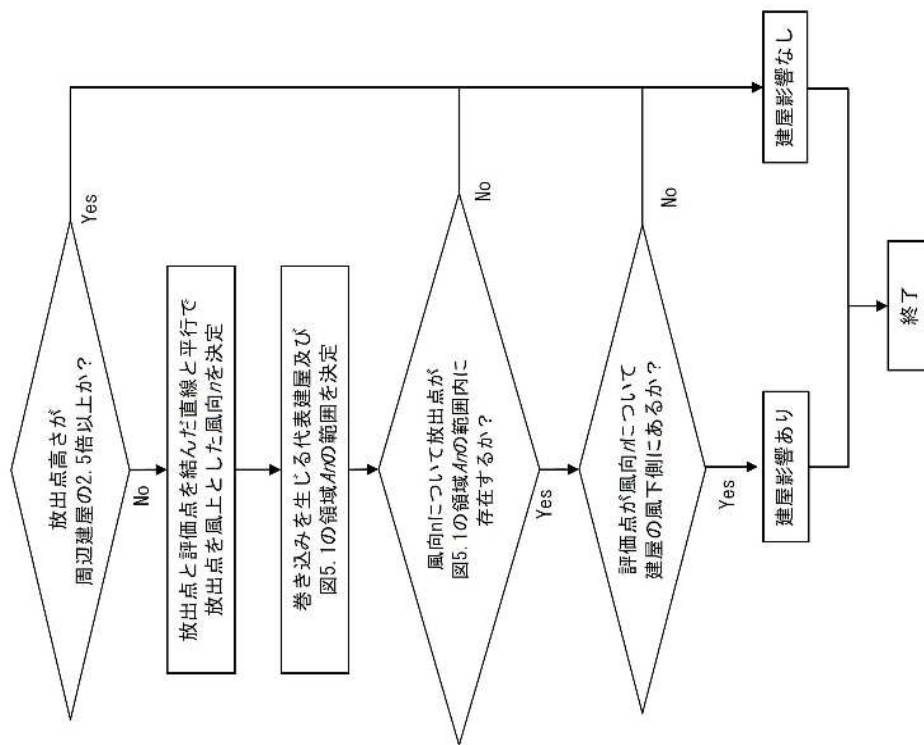 放出点高さが
周辺建屋の2.5倍以上か？
Yes
No
放出点と評価点を結んだ直線と平行で
放出点を風上とした風向nを決定
巻き込みを生じる代表建屋及び
図5.1の領域Anの範囲を決定
風向nについて放出点が
図5.1の領域Anの範囲内に
存在するか？
No
Yes
評価点が風向nについて
建屋の風下側にあるか？
No
Yes
建屋影響あり
建屋影響なし
終了